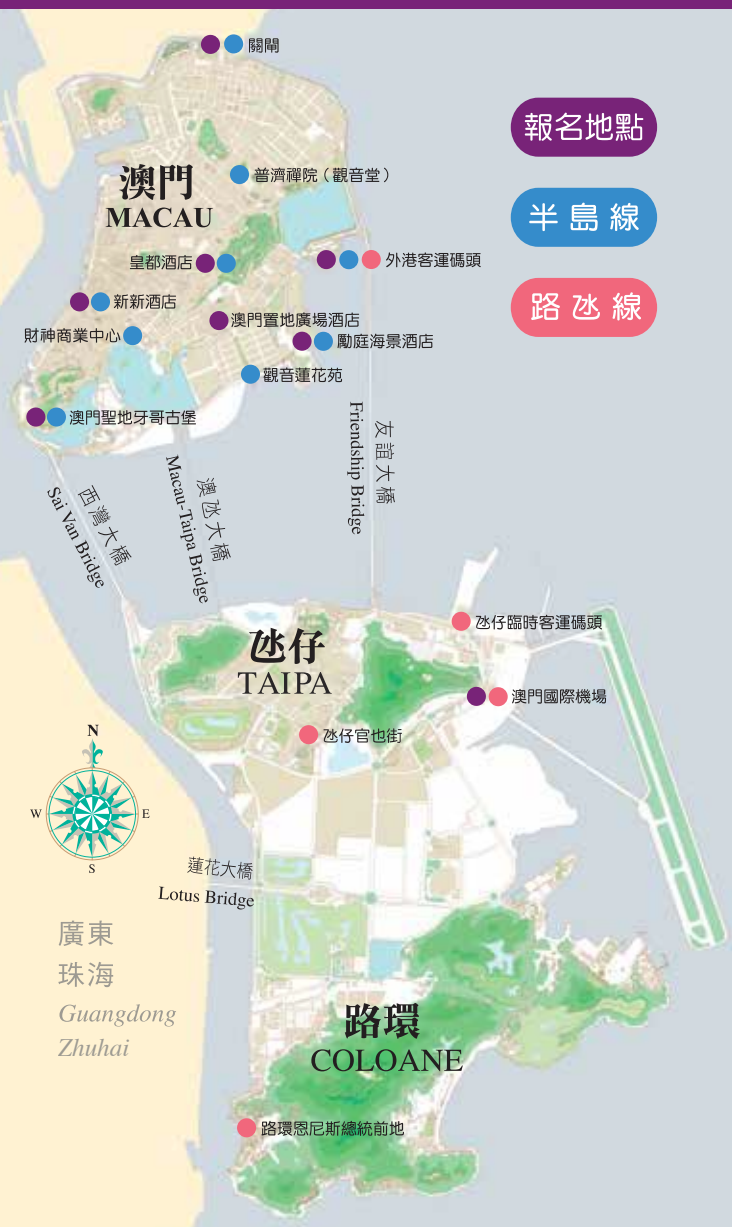 關閘
報名地點
普濟禪院（觀音堂）
澳門
MACAU
半島線
皇都酒店
外港客運碼頭
新新酒店
路氹線
澳門置地廣場酒店
財神商業中心
勵庭海景酒店
觀音蓮花苑
澳門聖地牙哥古堡
友誼大橋
Friendship Bridge
澳氹大橋
Macau-Taipa Bridge
西灣大橋
Sai Van Bridge
氹仔臨時客運碼頭
氹仔
TAIPA
澳門國際機場
氹仔官也街
N
W
E
S
蓮花大橋
Lotus Bridge
廣東
珠海
Guangdong
Zhuhai
路環
COLOANE
路環恩尼斯總統前地